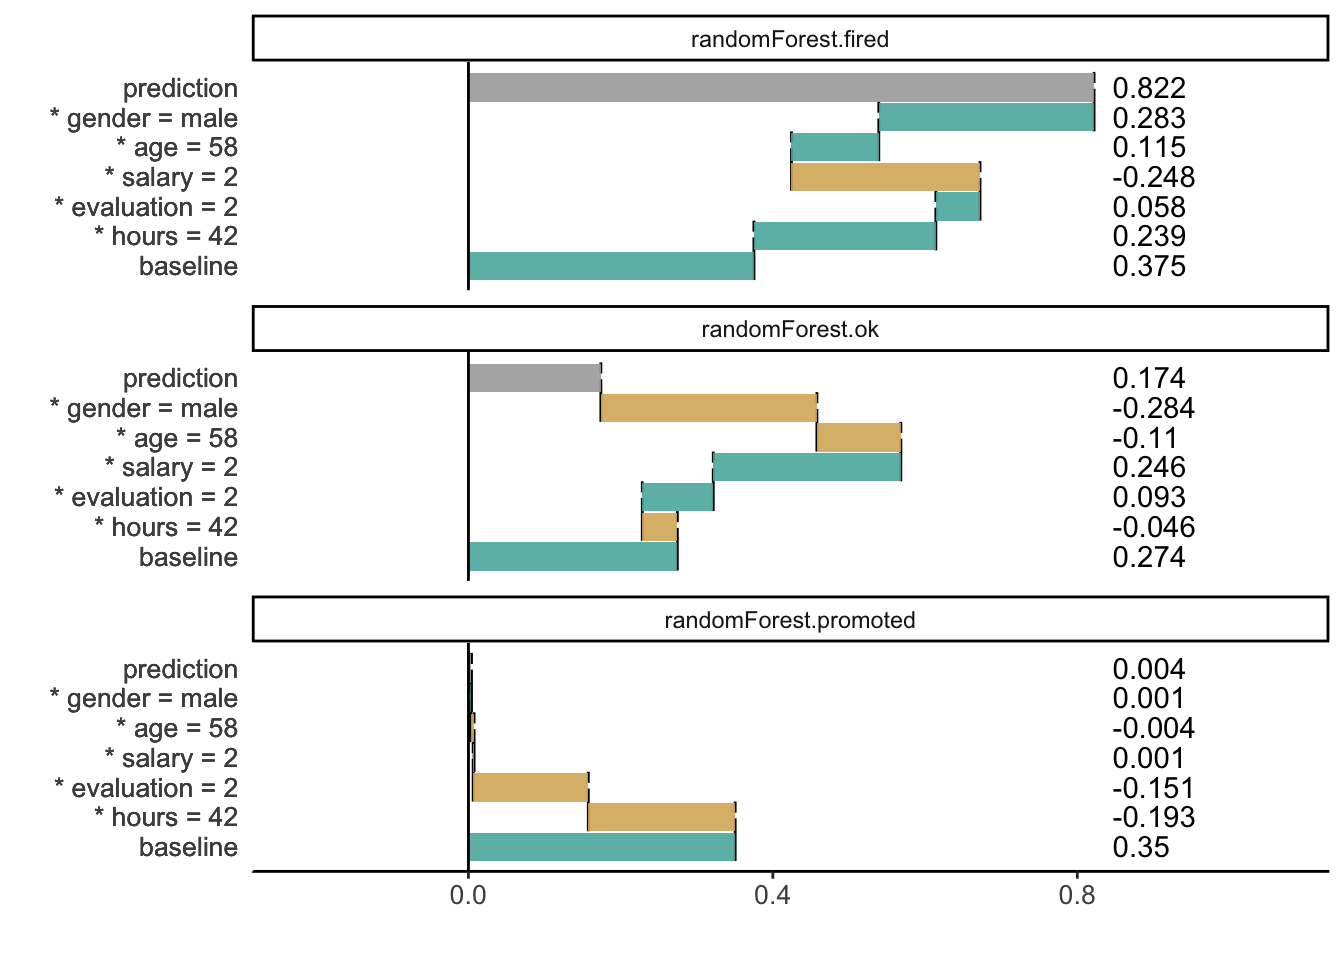 randomForest.fired
prediction 0.822
* gender = male 0.283
* age = 58 0.115
* salary = 2 -0.248
* evaluation = 2 0.058
* hours = 42 0.239
baseline 0.375
randomForest.ok
prediction 0.174
* gender = male -0.284
* age = 58 -0.11
* salary = 2 0.246
* evaluation = 2 0.093
* hours = 42 -0.046
baseline 0.274
randomForest.promoted
prediction 0.004
* gender = male 0.001
* age = 58 -0.004
* salary = 2 0.001
* evaluation = 2 -0.151
* hours = 42 -0.193
baseline 0.35
0.0 0.4 0.8